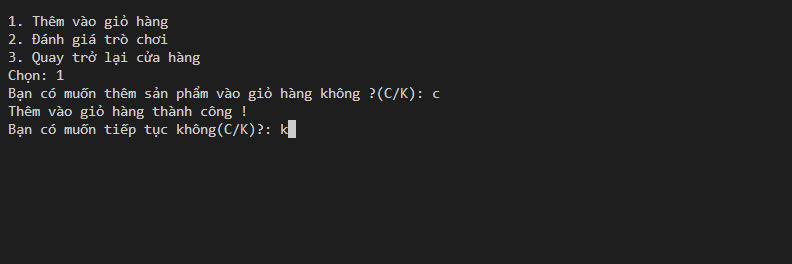 1. Thêm vào giỏ hàng
2. Đánh giá trò chơi
3. Quay trở lại cửa hàng
Chọn: 1
Bạn có muốn thêm sản phẩm vào giỏ hàng không ?(C/K): c
Thêm vào giỏ hàng thành công !
Bạn có muốn tiếp tục không(C/K)?: k